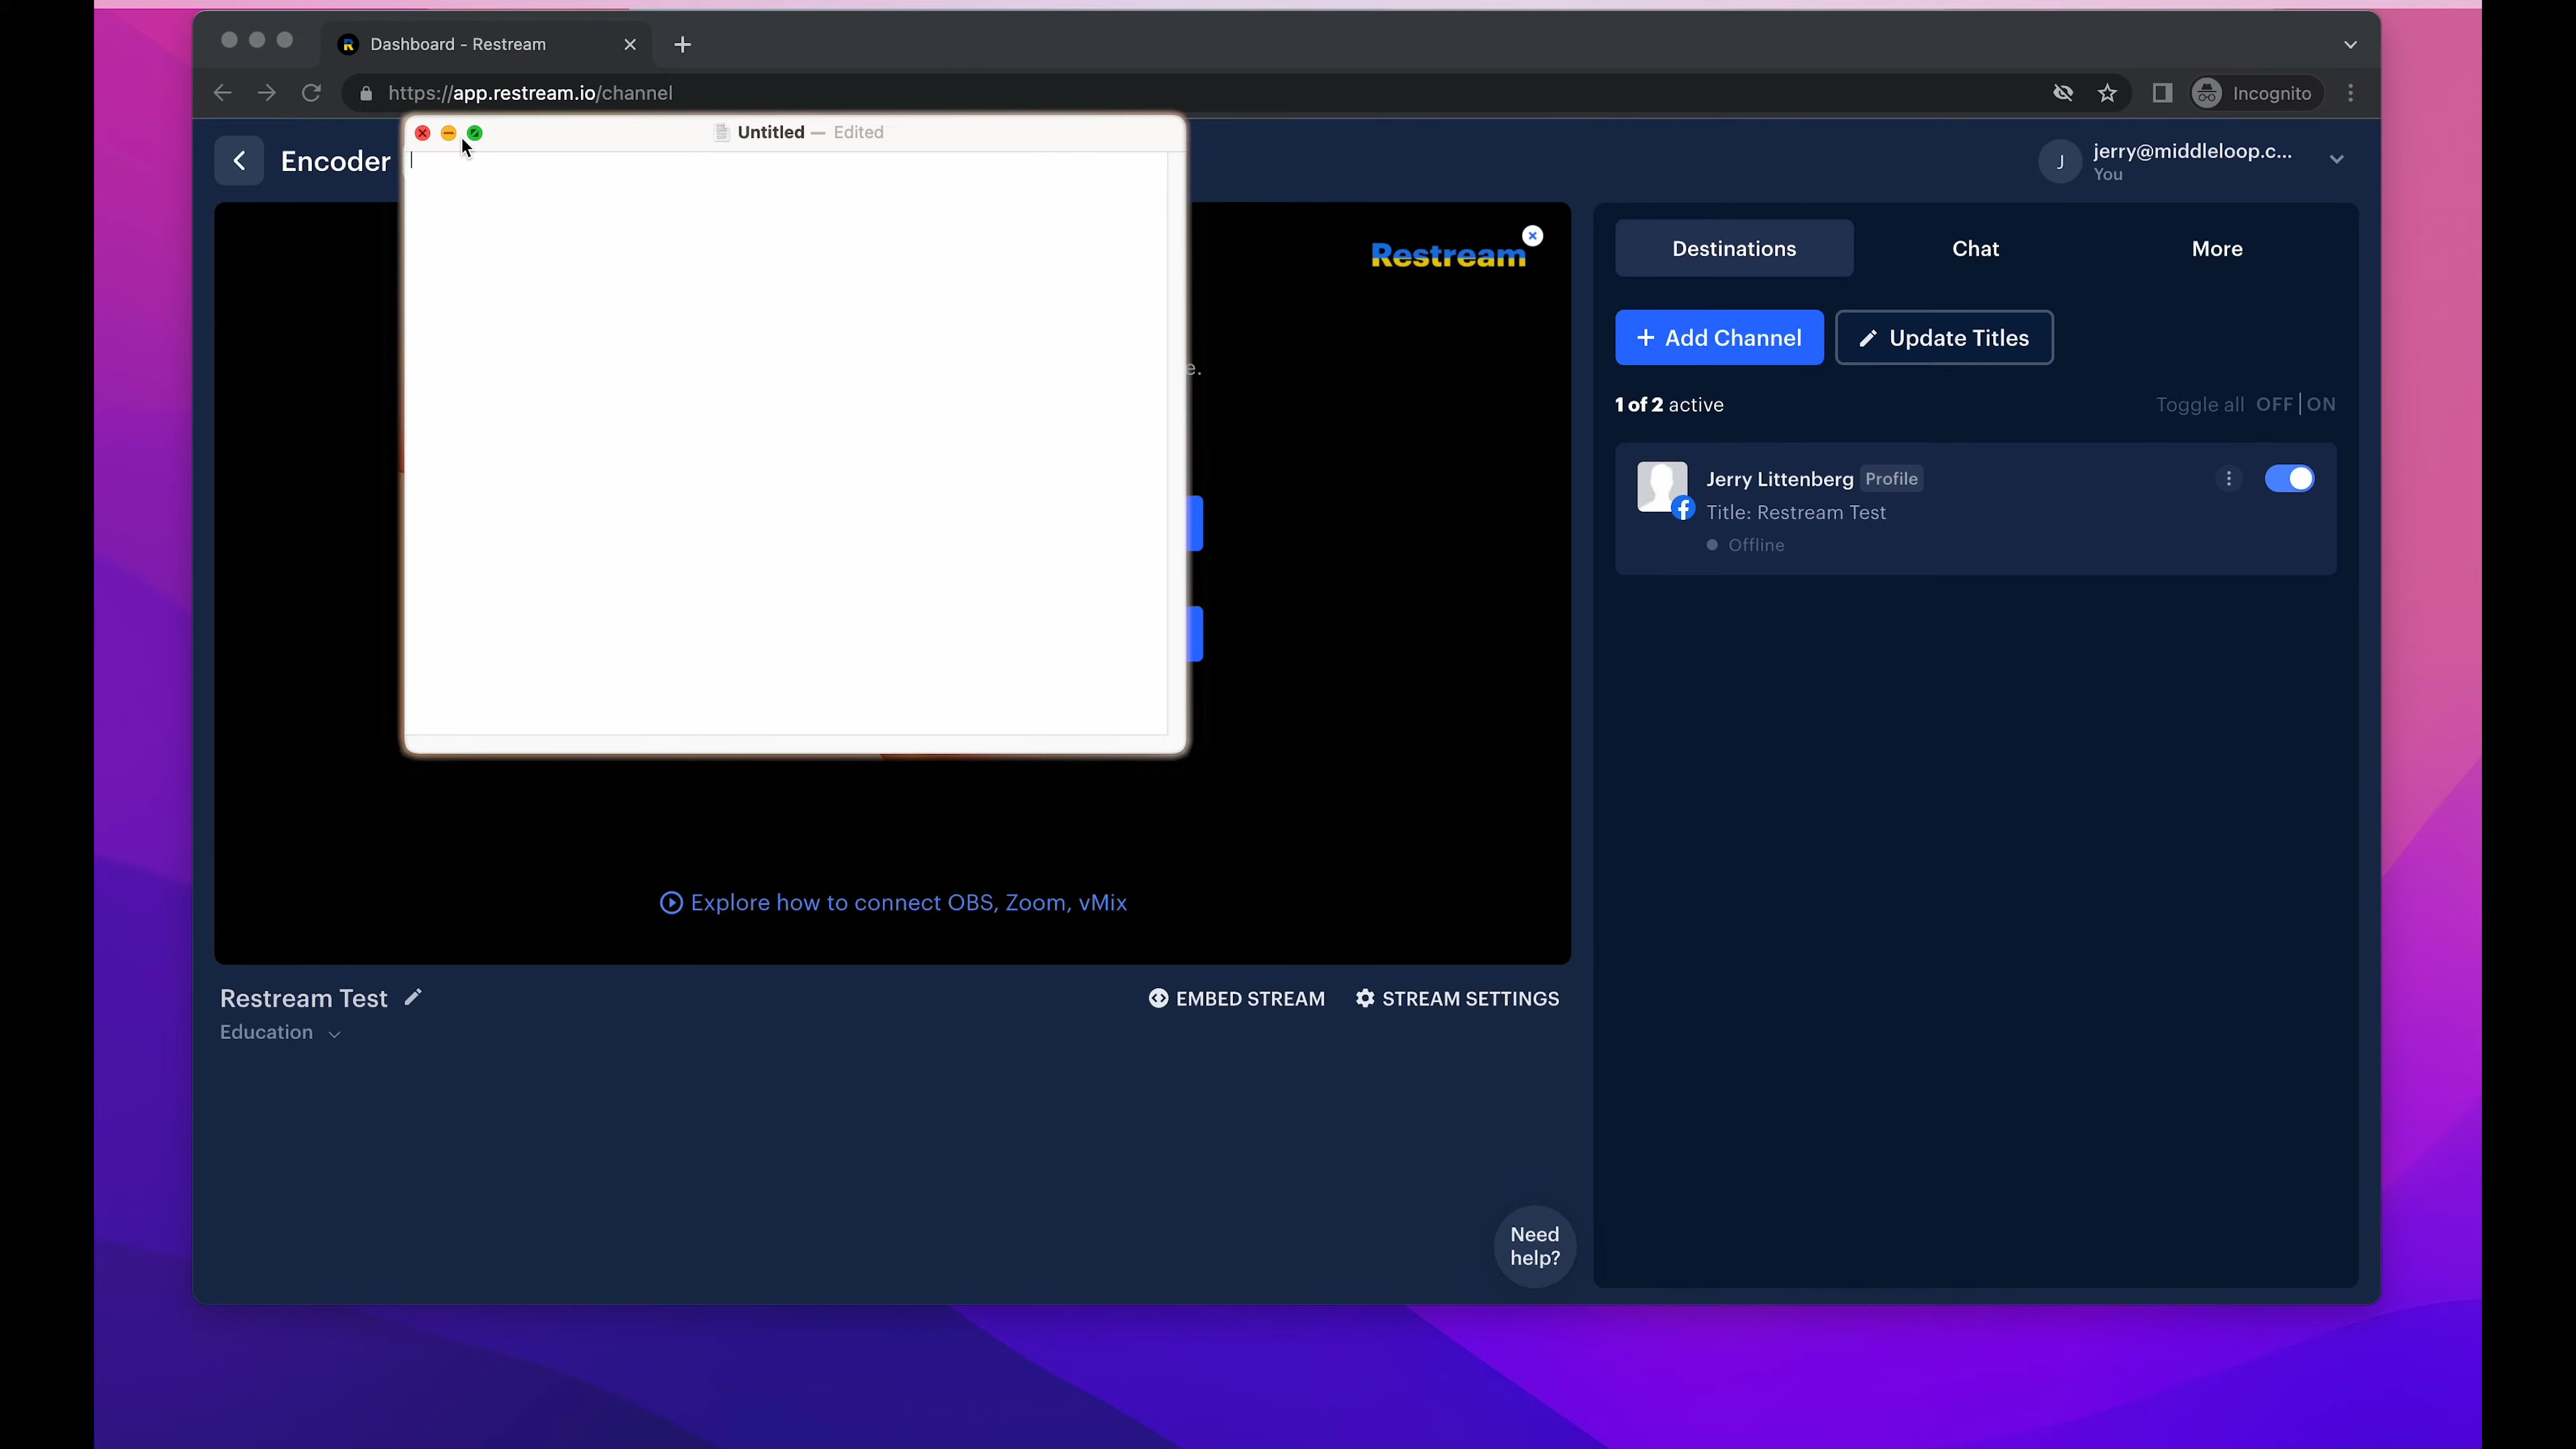 Dashboard - Restream
https://app.restream.io/channel
Incognito
Untitled — Edited
Encoder
jerry@middleloop.c...
J
You
Restream
Destinations
Chat
More
+ Add Channel
Update Titles
e.
1 of 2 active
Toggle all OFF | ON
Jerry Littenberg Profile
Title: Restream Test
Offline
Explore how to connect OBS, Zoom, vMix
Restream Test
EMBED STREAM
STREAM SETTINGS
Education
Need
help?